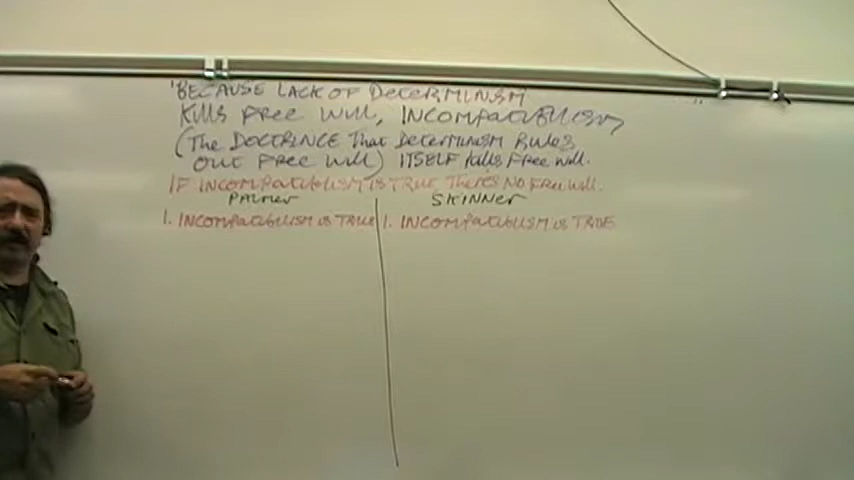 "BECAUSE LACK OF DETERMINISM
KILLS FREE WILL, INCOMPATIBILISM
(THE DOCTRINE THAT DETERMINISM RULES
OUT FREE WILL) ITSELF KILLS FREE WILL.
IF INCOMPATIBILISM IS TRUE THERE'S NO FREE WILL.
PALMER SKINNER
1. INCOMPATIBILISM IS TRUE 1. INCOMPATIBILISM IS TRUE